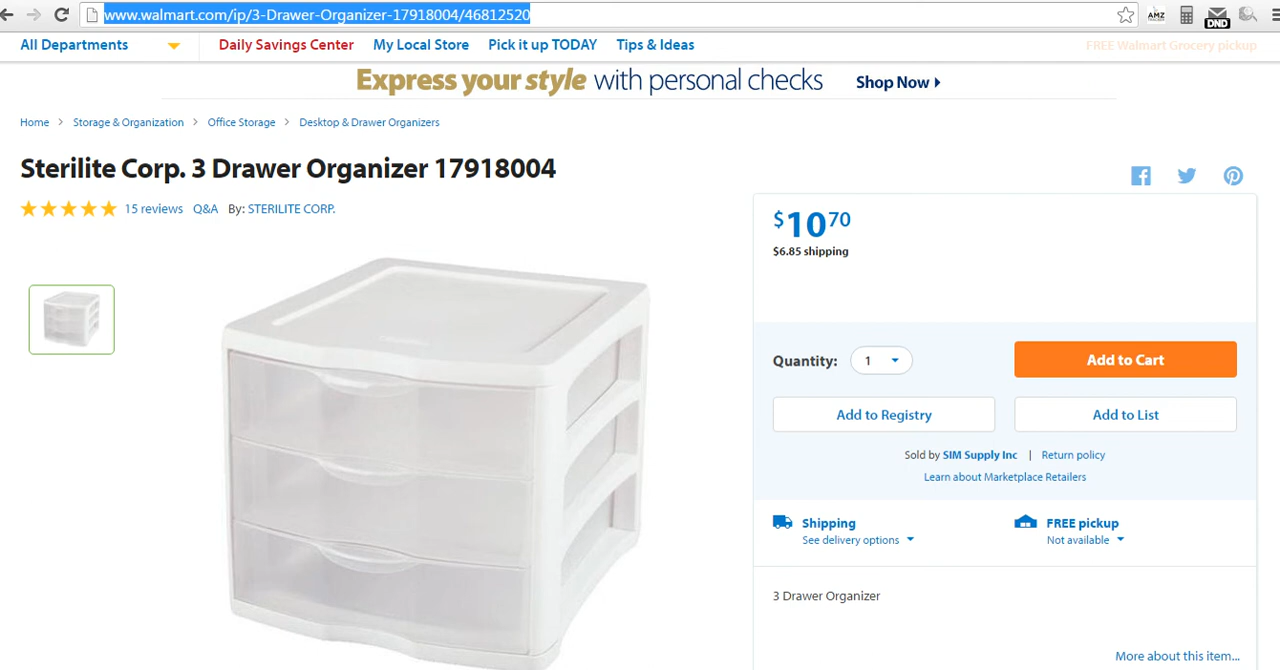 www.walmart.com/ip/3-Drawer-Organizer-17918004/46812520
AMZ
DND
All Departments Daily Savings Center My Local Store Pick it up TODAY Tips & Ideas FREE Walmart Grocery pickup
Express your style with personal checks Shop Now
Home > Storage & Organization > Office Storage > Desktop & Drawer Organizers
Sterilite Corp. 3 Drawer Organizer 17918004
15 reviews Q&A By: STERILITE CORP.
$10.70
$6.85 shipping
Quantity: 1 Add to Cart
Add to Registry Add to List
Sold by SIM Supply Inc | Return policy
Learn about Marketplace Retailers
Shipping FREE pickup
See delivery options Not available
3 Drawer Organizer
More about this item...